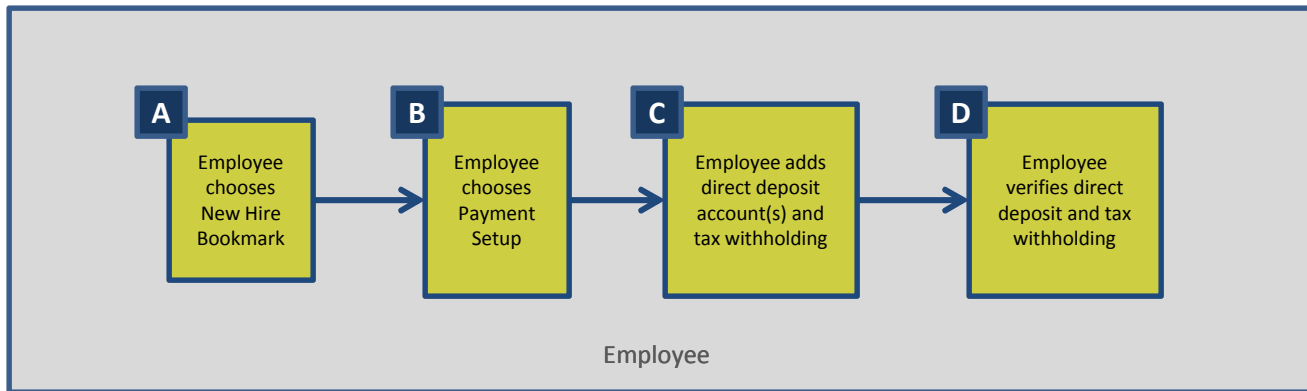 A
Employee
chooses
New Hire
Bookmark
B
Employee
chooses
Payment
Setup
C
Employee adds
direct deposit
account(s) and
tax withholding
D
Employee
verifies direct
deposit and tax
withholding
Employee